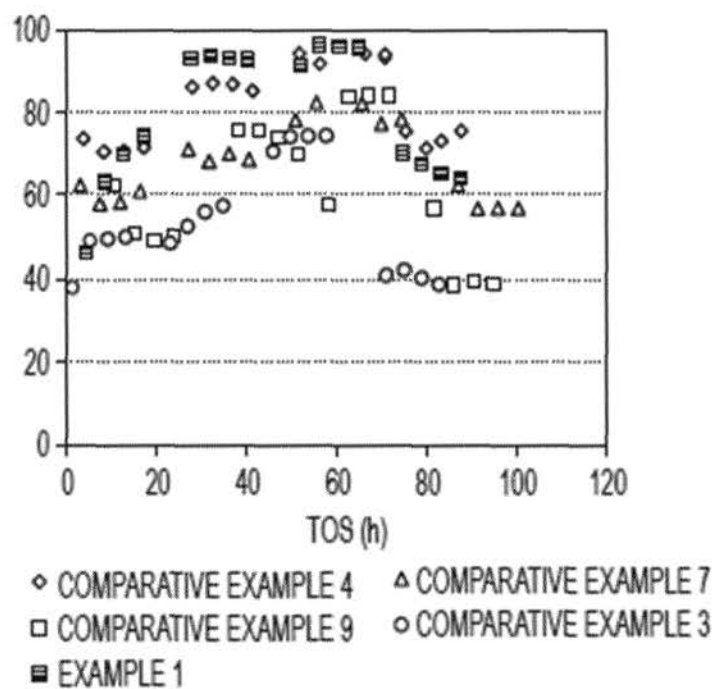 100
80
60
40
20
0
0 20 40 60 80 100 120
TOS (h)
COMPARATIVE EXAMPLE 4 COMPARATIVE EXAMPLE 7
COMPARATIVE EXAMPLE 9 COMPARATIVE EXAMPLE 3
EXAMPLE 1